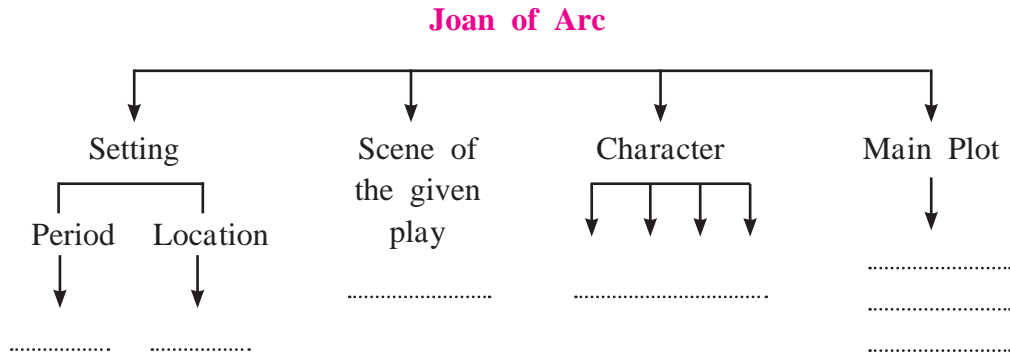 Joan of Arc
Setting
Scene of
the given
play
Character
Main Plot
Period
Location